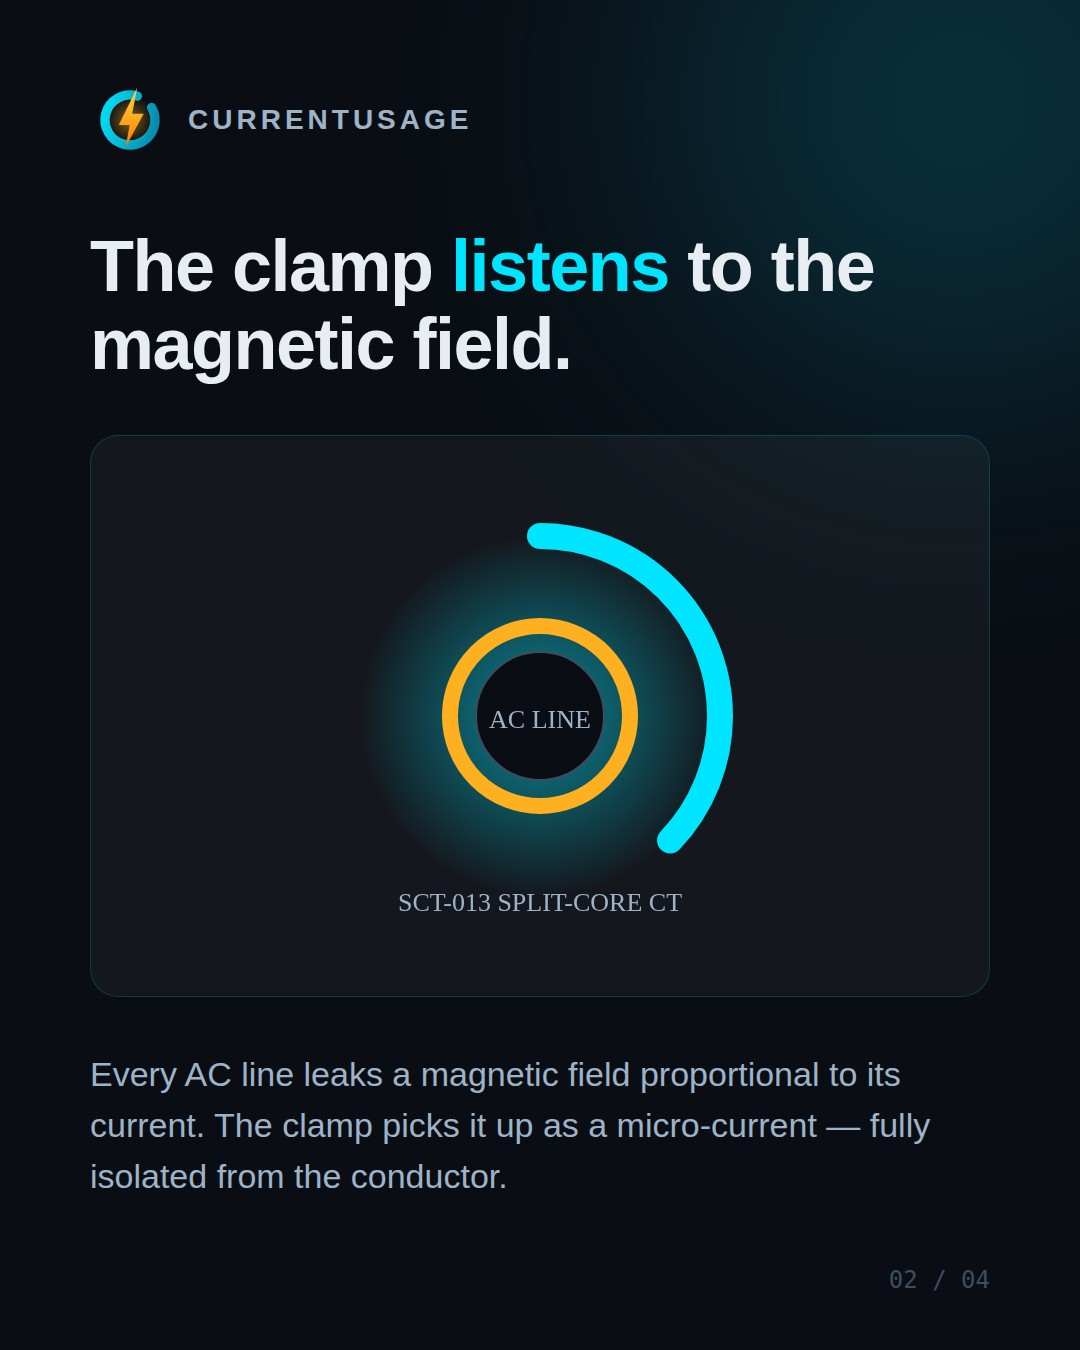 CURRENTUSAGE
The clamp listens to the
magnetic field.
AC LINE
SCT-013 SPLIT-CORE CT
Every AC line leaks a magnetic field proportional to its
current. The clamp picks it up as a micro-current — fully
isolated from the conductor.
02 / 04